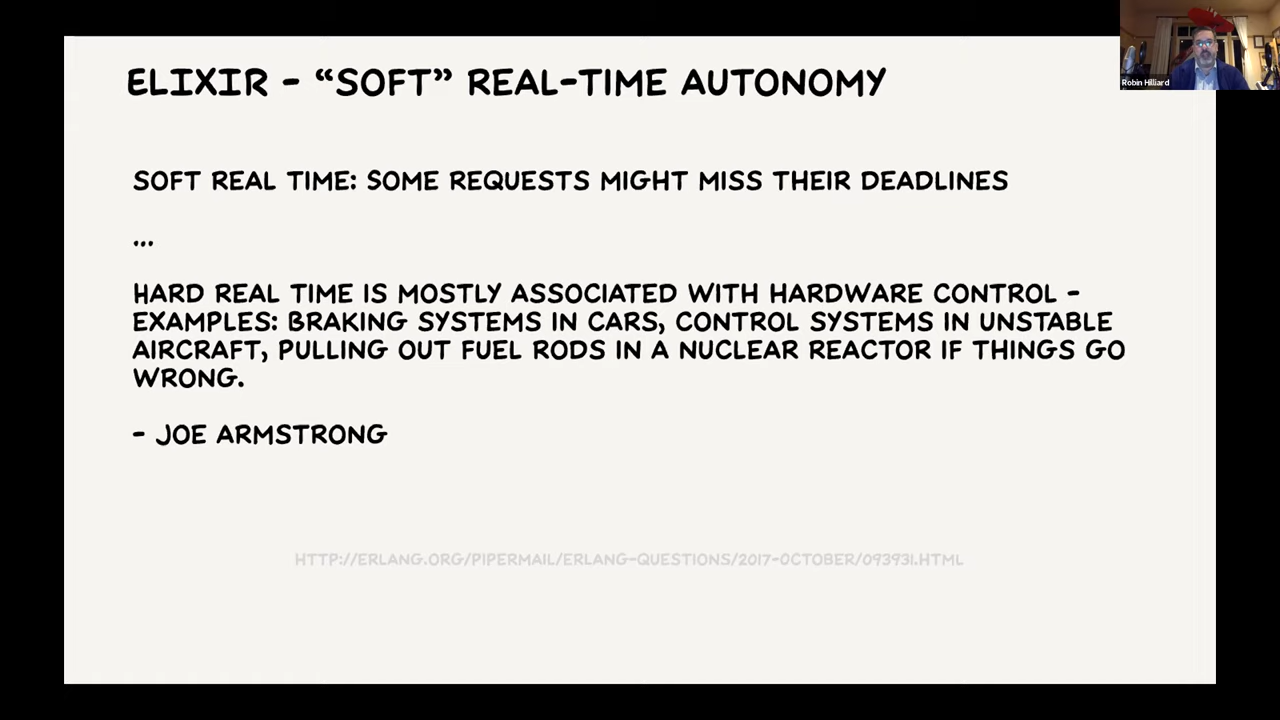 ELIXIR - “SOFT” REAL-TIME AUTONOMY
Robin Hilliard
SOFT REAL TIME: SOME REQUESTS MIGHT MISS THEIR DEADLINES
...
HARD REAL TIME IS MOSTLY ASSOCIATED WITH HARDWARE CONTROL -
EXAMPLES: BRAKING SYSTEMS IN CARS, CONTROL SYSTEMS IN UNSTABLE
AIRCRAFT, PULLING OUT FUEL RODS IN A NUCLEAR REACTOR IF THINGS GO
WRONG.
- JOE ARMSTRONG
HTTP://ERLANG.ORG/PIPERMAIL/ERLANG-QUESTIONS/2017-OCTOBER/093931.HTML